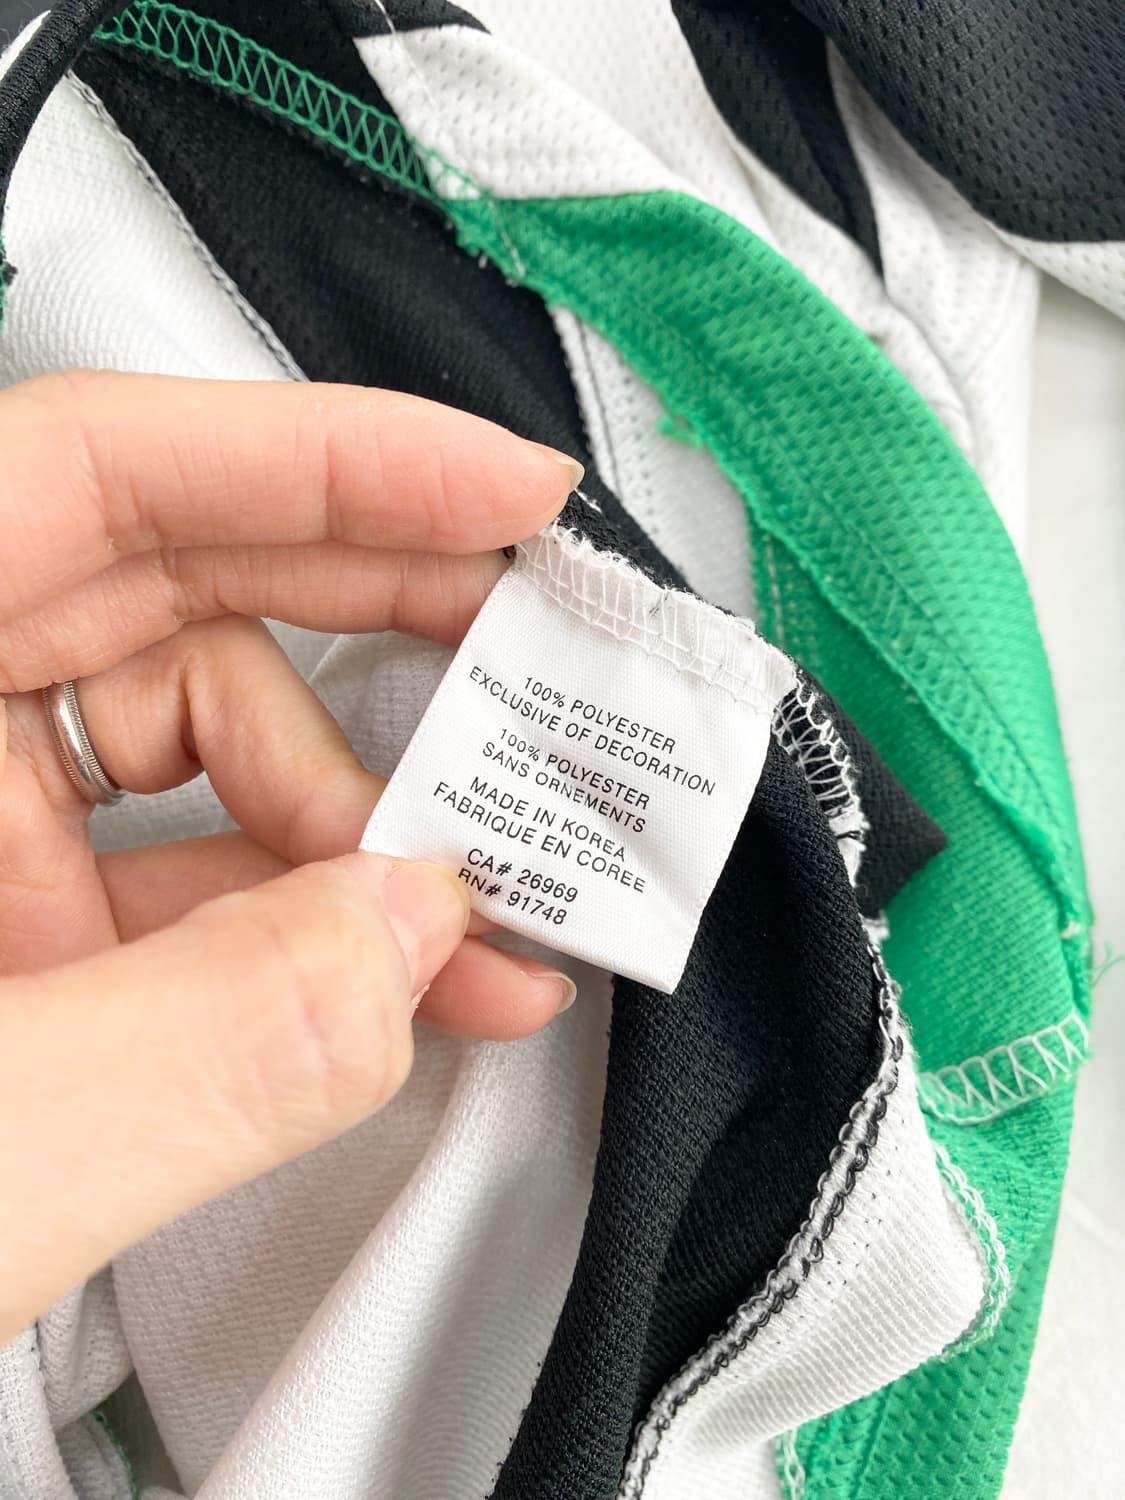 100% POLYESTER
EXCLUSIVE OF DECORATION
100% POLYESTER
SANS ORNEMENTS
MADE IN KOREA
FABRIQUE EN COREE
CA# 26969
RN# 91748